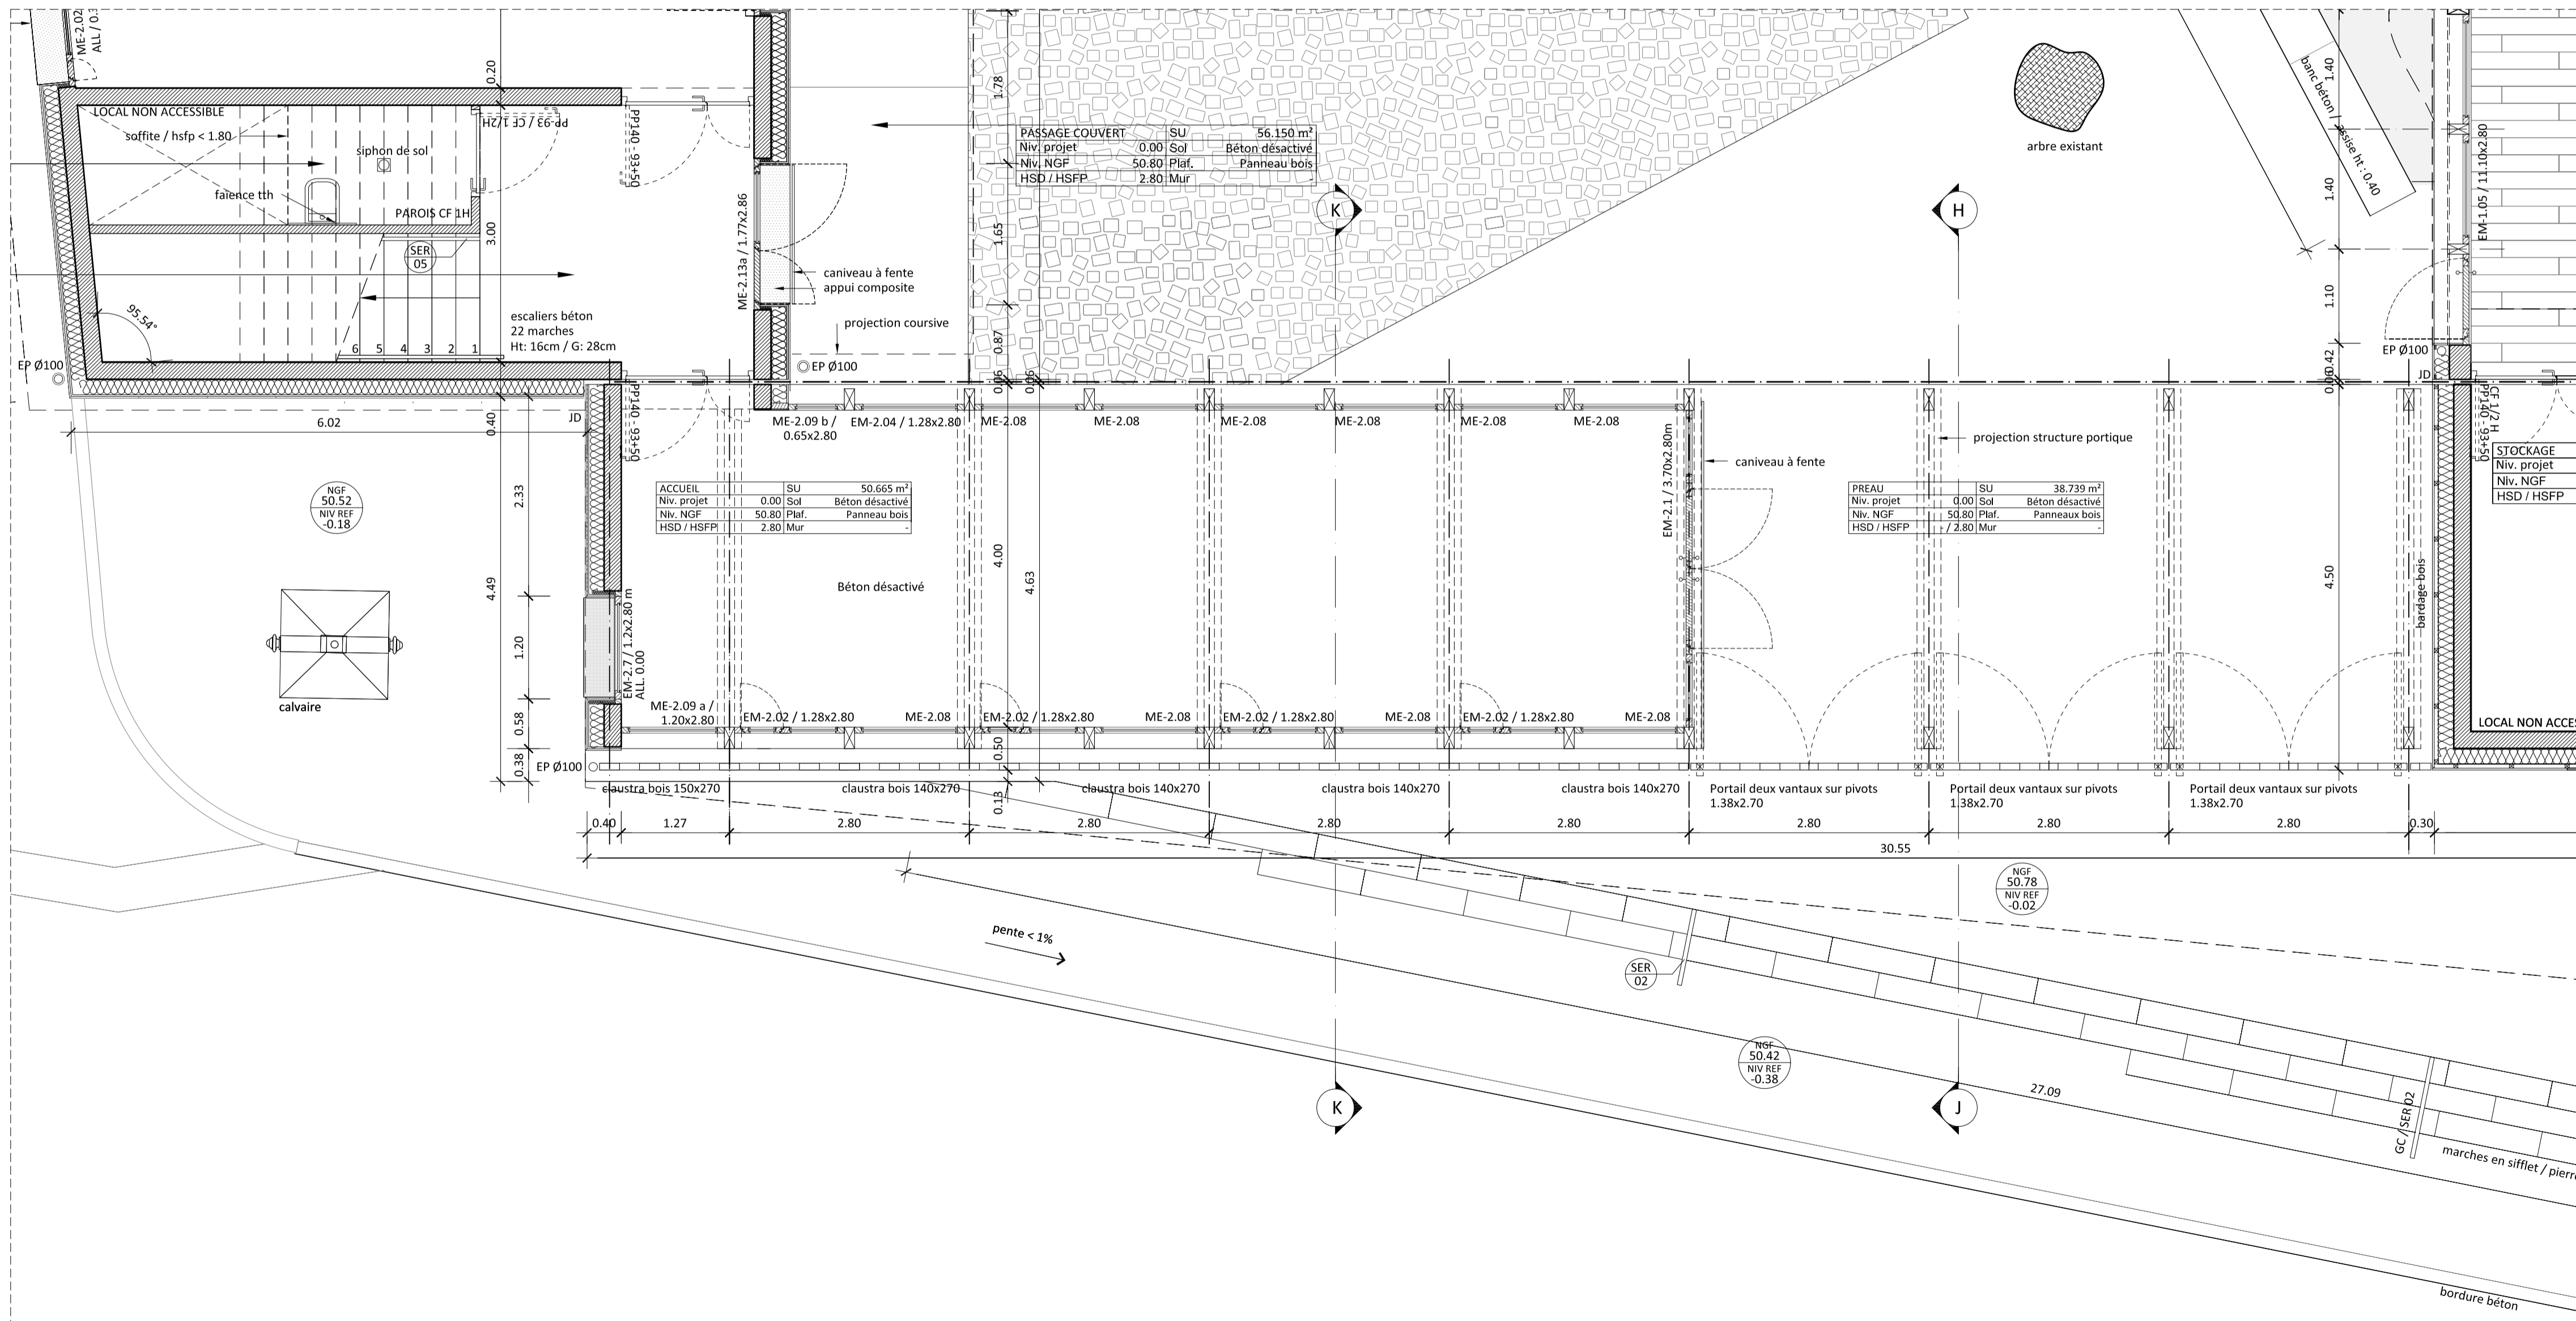 ME-2.02
ALL / 0.3
0.20
LOCAL NON ACCESSIBLE
soffite / hsfp < 1.80
siphon de sol
faïence tth
PAROIS CF 1H
PP-93 / CF 1/2H
PP140 - 93+50
3.00
SER
05
95.54°
6 5 4 3 2 1
escaliers béton
22 marches
Ht: 16cm / G: 28cm
EP Ø100
ME-2.13a / 1.77x2.86
caniveau à fente
appui composite
projection coursive
EP Ø100
1.78
1.65
0.87
0.06
0.06
PASSAGE COUVERT SU 56.150 m²
Niv. projet 0.00 Sol Béton désactivé
Niv. NGF 50.80 Plaf. Panneau bois
HSD / HSFP 2.80 Mur -
K
H
arbre existant
banc béton / assise ht : 0.40
1.40
1.40
1.10
0.42
0.06
EM-1.05 / 11.10x2.80
EP Ø100
JD
CF 1/2 H
PP140 - 93+50
STOCKAGE
Niv. projet
Niv. NGF
HSD / HSFP
6.02
JD
0.40
PP140 - 93+50
ME-2.09 b /
0.65x2.80
EM-2.04 / 1.28x2.80
ME-2.08
ME-2.08
ME-2.08
ME-2.08
ME-2.08
ME-2.08
EM-2.1 / 3.70x2.80m
caniveau à fente
projection structure portique
NGF
50.52
NIV REF
-0.18
2.33
4.49
1.20
0.58
0.38
ACCUEIL SU 50.665 m²
Niv. projet 0.00 Sol Béton désactivé
Niv. NGF 50.80 Plaf. Panneau bois
HSD / HSFP 2.80 Mur -
Béton désactivé
4.00
4.63
0.50
0.13
PREAU SU 38.739 m²
Niv. projet 0.00 Sol Béton désactivé
Niv. NGF 50.80 Plaf. Panneaux bois
HSD / HSFP - / 2.80 Mur -
4.50
bardage bois
calvaire
EM-2.7 / 1.2x2.80 m
ALL. 0.00
ME-2.09 a /
1.20x2.80
EM-2.02 / 1.28x2.80
ME-2.08
EM-2.02 / 1.28x2.80
ME-2.08
EM-2.02 / 1.28x2.80
ME-2.08
EM-2.02 / 1.28x2.80
ME-2.08
LOCAL NON ACCES
EP Ø100
claustra bois 150x270
claustra bois 140x270
claustra bois 140x270
claustra bois 140x270
claustra bois 140x270
Portail deux vantaux sur pivots
1.38x2.70
Portail deux vantaux sur pivots
1.38x2.70
Portail deux vantaux sur pivots
1.38x2.70
0.40
1.27
2.80
2.80
2.80
2.80
2.80
2.80
2.80
0.30
30.55
NGF
50.78
NIV REF
-0.02
pente < 1%
SER
02
NGF
50.42
NIV REF
-0.38
K
J
27.09
GC / SER 02
marches en sifflet / pierr
bordure béton